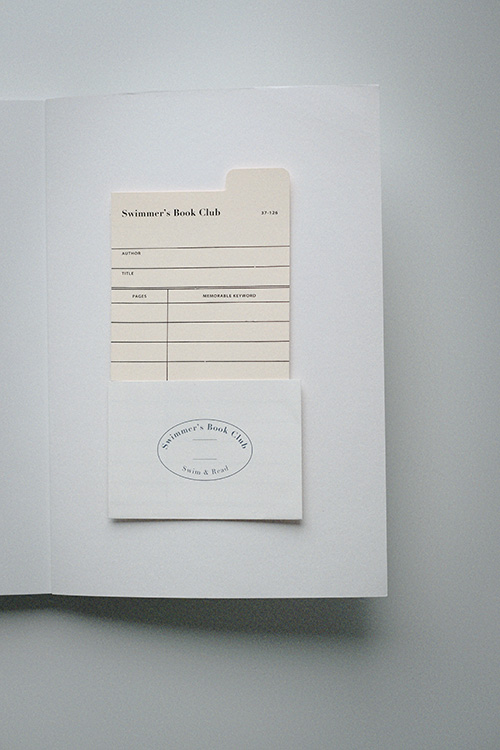 Swimmer's Book Club
37-126
AUTHOR
TITLE
PAGES
MEMORABLE KEYWORD
Swimmer's Book Club
Swim & Read